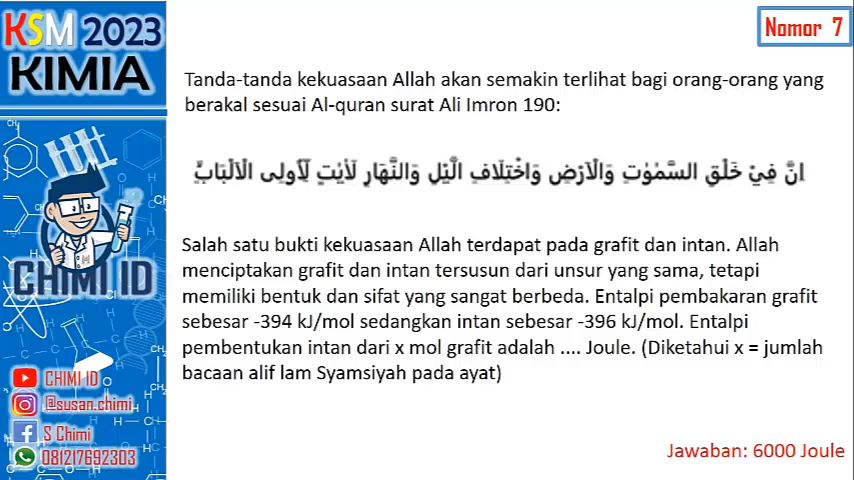 KSM 2023
KIMIA
Nomor 7
Tanda-tanda kekuasaan Allah akan semakin terlihat bagi orang-orang yang
berakal sesuai Al-quran surat Ali Imron 190:
اِنَّ فِيْ خَلْقِ السَّمٰوٰتِ وَالْاَرْضِ وَاخْتِلَافِ الَّيْلِ وَالنَّهَارِ لَاٰيٰتٍ لِّاُولِى الْاَلْبَابِۙ
Salah satu bukti kekuasaan Allah terdapat pada grafit dan intan. Allah
menciptakan grafit dan intan tersusun dari unsur yang sama, tetapi
memiliki bentuk dan sifat yang sangat berbeda. Entalpi pembakaran grafit
sebesar -394 kJ/mol sedangkan intan sebesar -396 kJ/mol. Entalpi
pembentukan intan dari x mol grafit adalah .... Joule. (Diketahui x = jumlah
bacaan alif lam Syamsiyah pada ayat)
Jawaban: 6000 Joule
CHIMI ID
CHIMI ID
@susan.chimi
S Chimi
081217692303